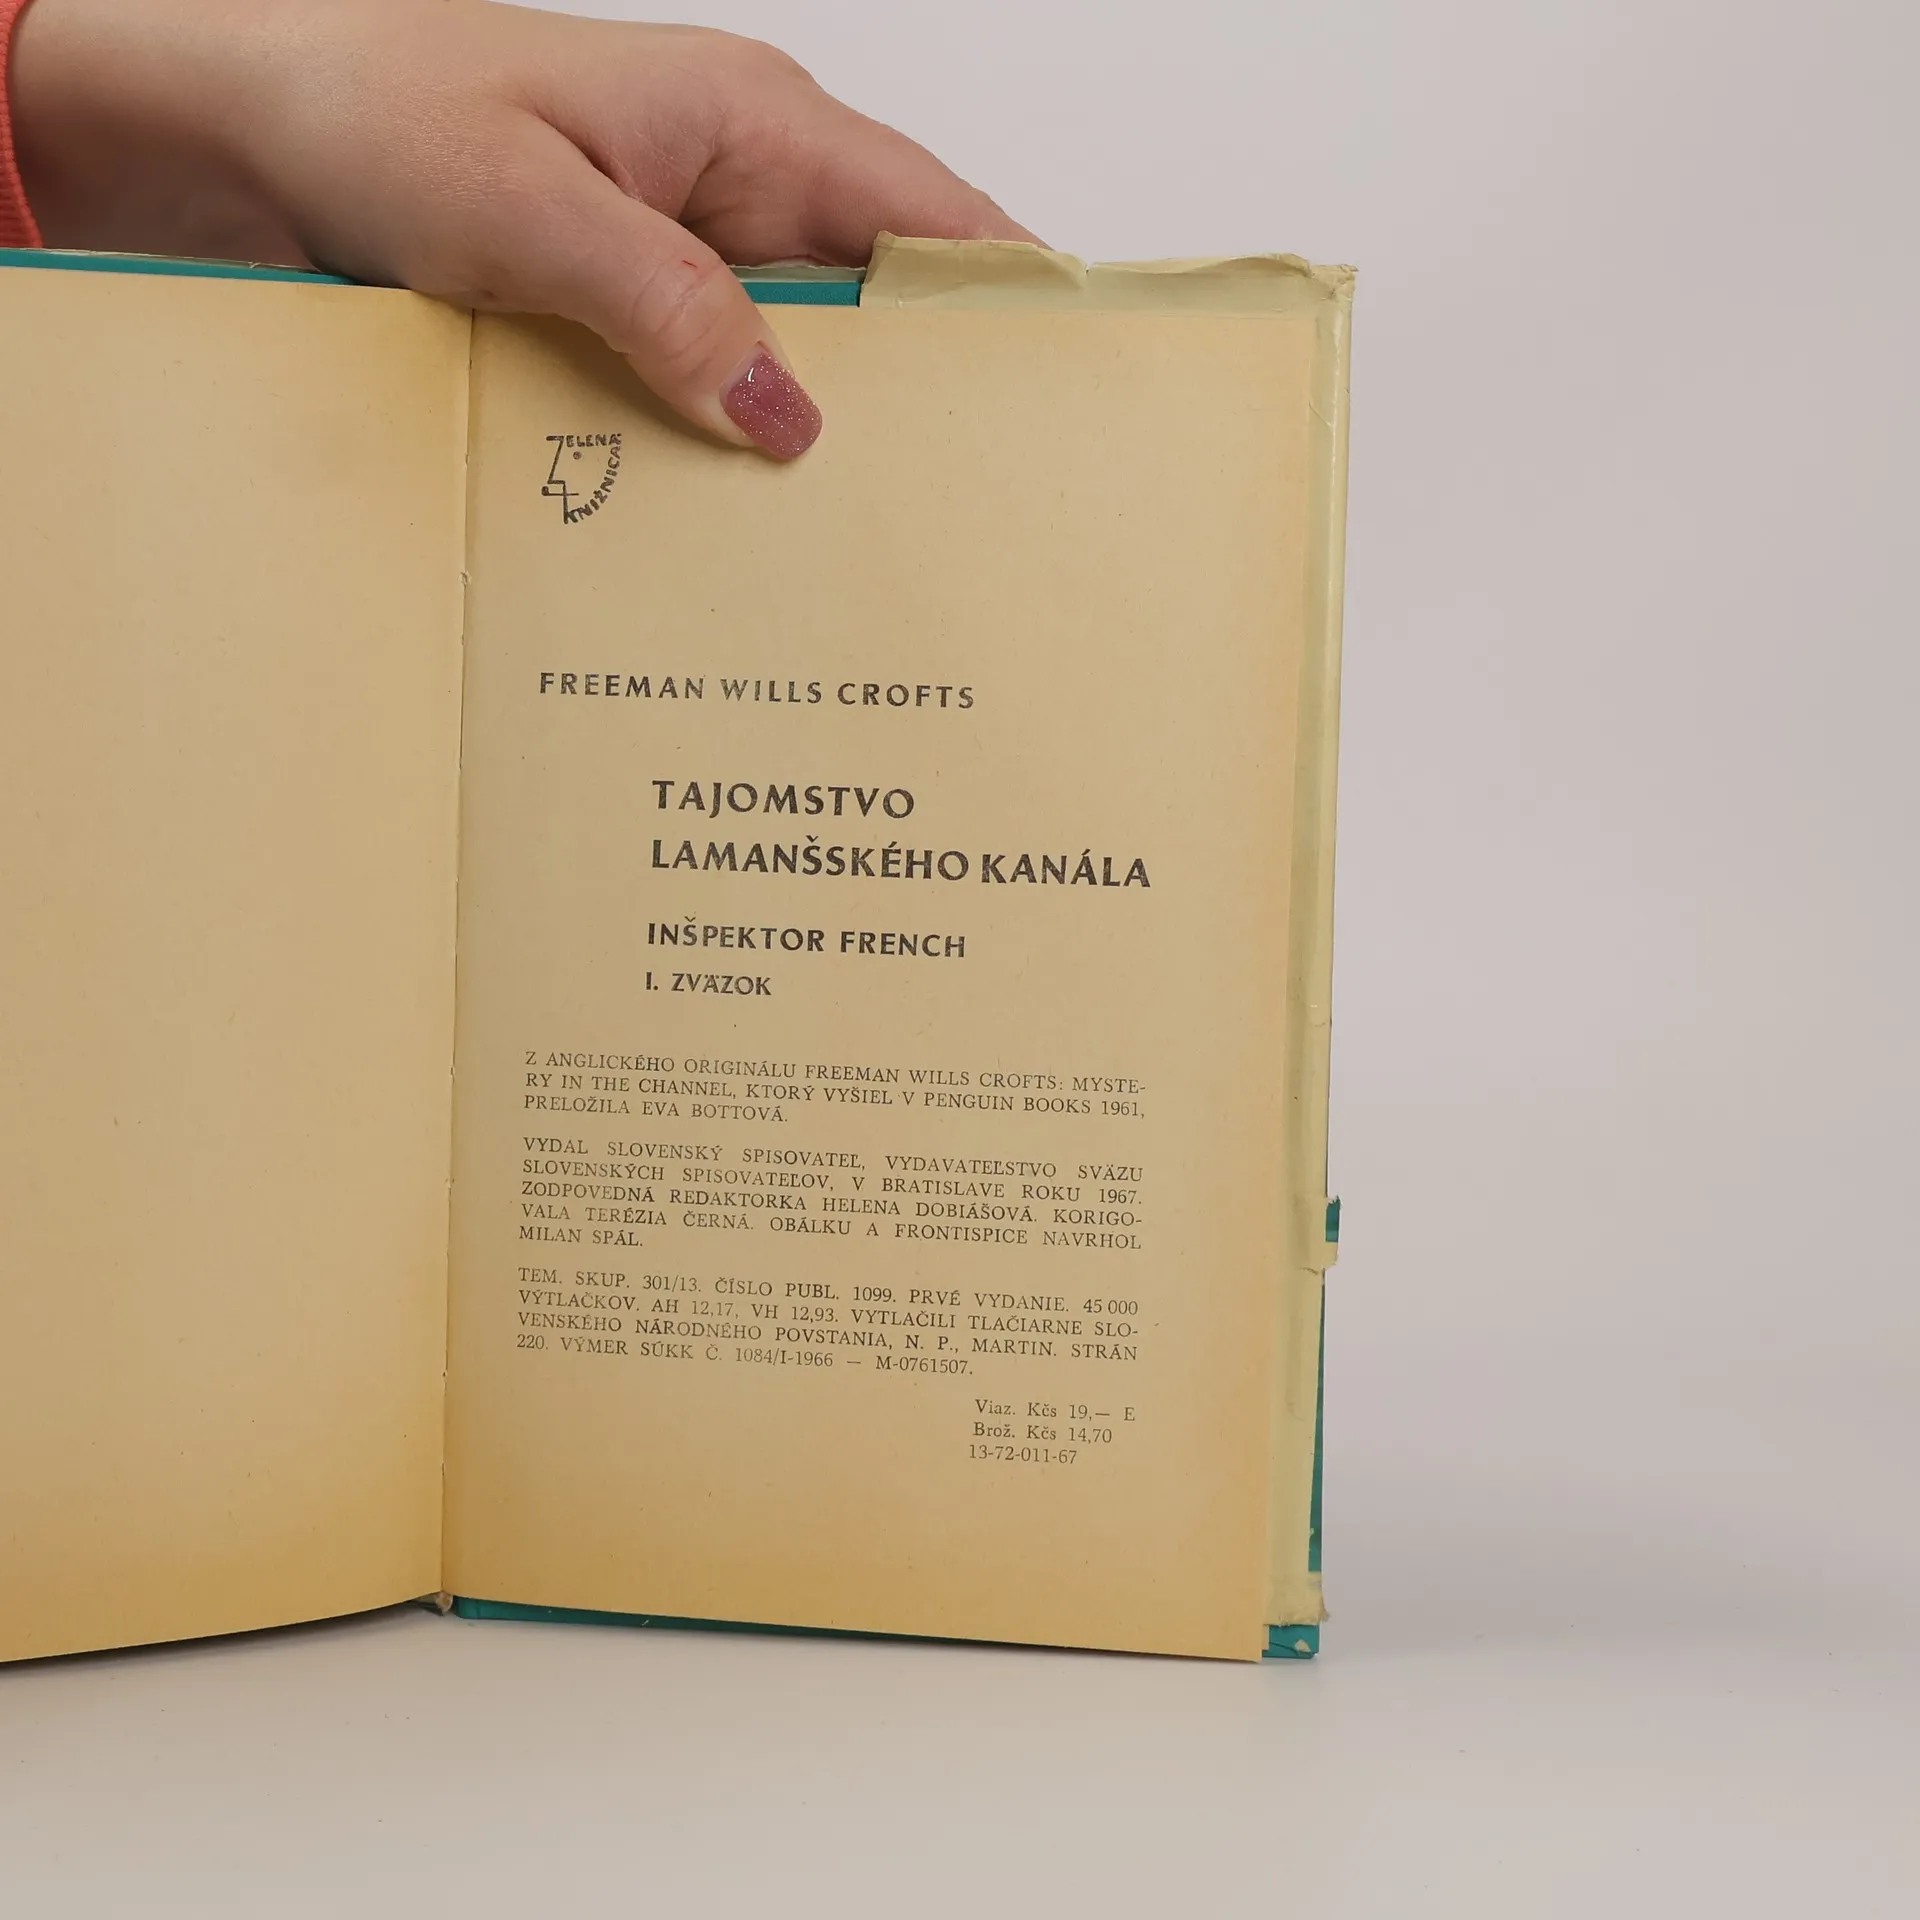 ZELENÁ
KNIŽNICA
FREEMAN WILLS CROFTS
TAJOMSTVO
LAMANŠSKÉHO KANÁLA
INŠPEKTOR FRENCH
I. ZVÄZOK
Z ANGLICKÉHO ORIGINÁLU FREEMAN WILLS CROFTS: MYSTE-
RY IN THE CHANNEL, KTORÝ VYŠIEL V PENGUIN BOOKS 1961,
PRELOŽILA EVA BOTTOVÁ.
VYDAL SLOVENSKÝ SPISOVATEĽ, VYDAVATEĽSTVO SVÄZU
SLOVENSKÝCH SPISOVATEĽOV, V BRATISLAVE ROKU 1967.
ZODPOVEDNÁ REDAKTORKA HELENA DOBIÁŠOVÁ. KORIGO-
VALA TERÉZIA ČERNÁ. OBÁLKU A FRONTISPICE NAVRHOL
MILAN SPÁL.
TEM. SKUP. 301/13. ČÍSLO PUBL. 1099. PRVÉ VYDANIE. 45 000
VÝTLAČKOV. AH 12,17, VH 12,93. VYTLAČILI TLAČIARNE SLO-
VENSKÉHO NÁRODNÉHO POVSTANIA, N. P., MARTIN. STRÁN
220. VÝMER SÚKK Č. 1084/I-1966 — M-0761507.
Viaz. Kčs 19,— E
Brož. Kčs 14,70
13-72-011-67